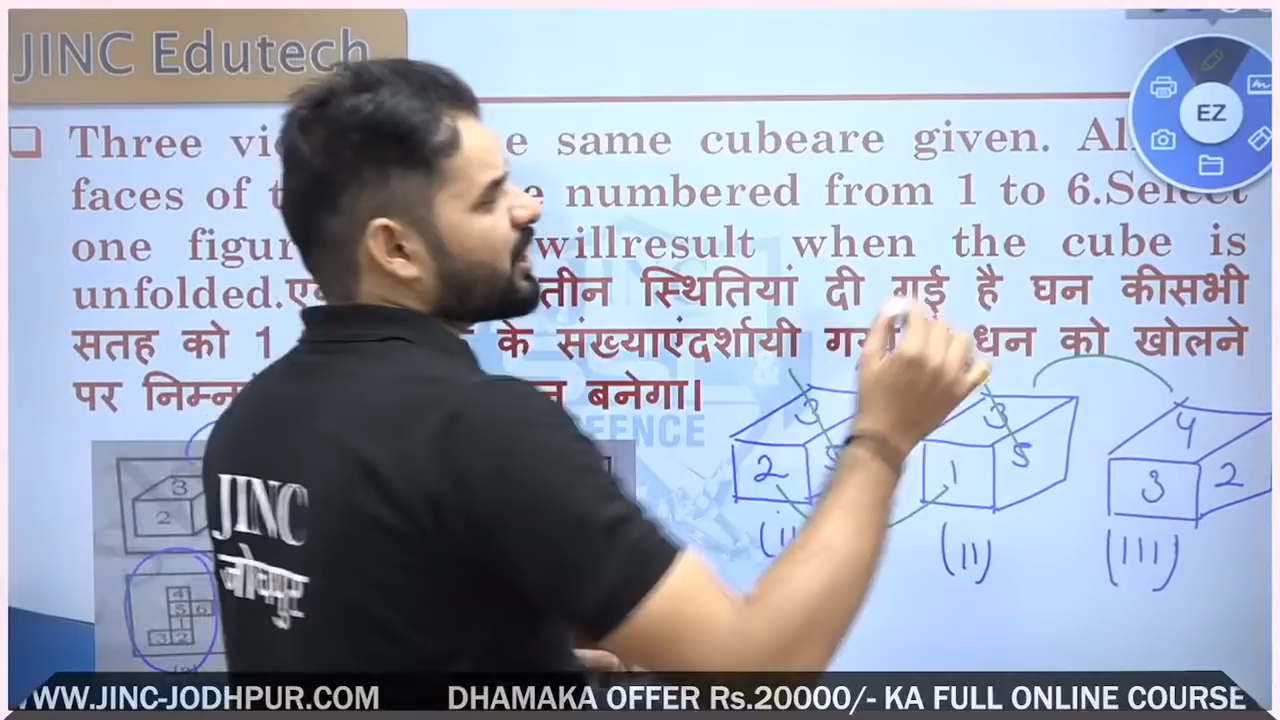 JINC Edutech
EZ
Three same cubeare given.
faces of numbered from 1 to 6.Select
one willresult when the cube is
unfolded. तीन स्थितियां दी गई है घन कीसभी
सतह को 1 के संख्याएंदर्शायी धन को खोलने
पर बनेगा।
JINC
&
DEFENCE
3 3 4
2 5 1 5 3 2
(II) (III)
3
2
4
5 6
1
3 2
JINC
जोधपुर
WWW.JINC-JODHPUR.COM DHAMAKA OFFER Rs.20000/- KA FULL ONLINE COURSE